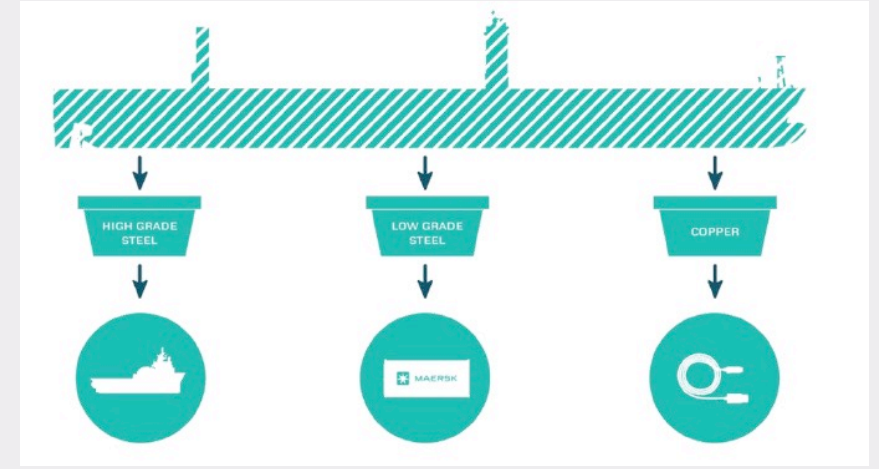 HIGH GRADE
STEEL
LOW GRADE
STEEL
COPPER
MAERSK